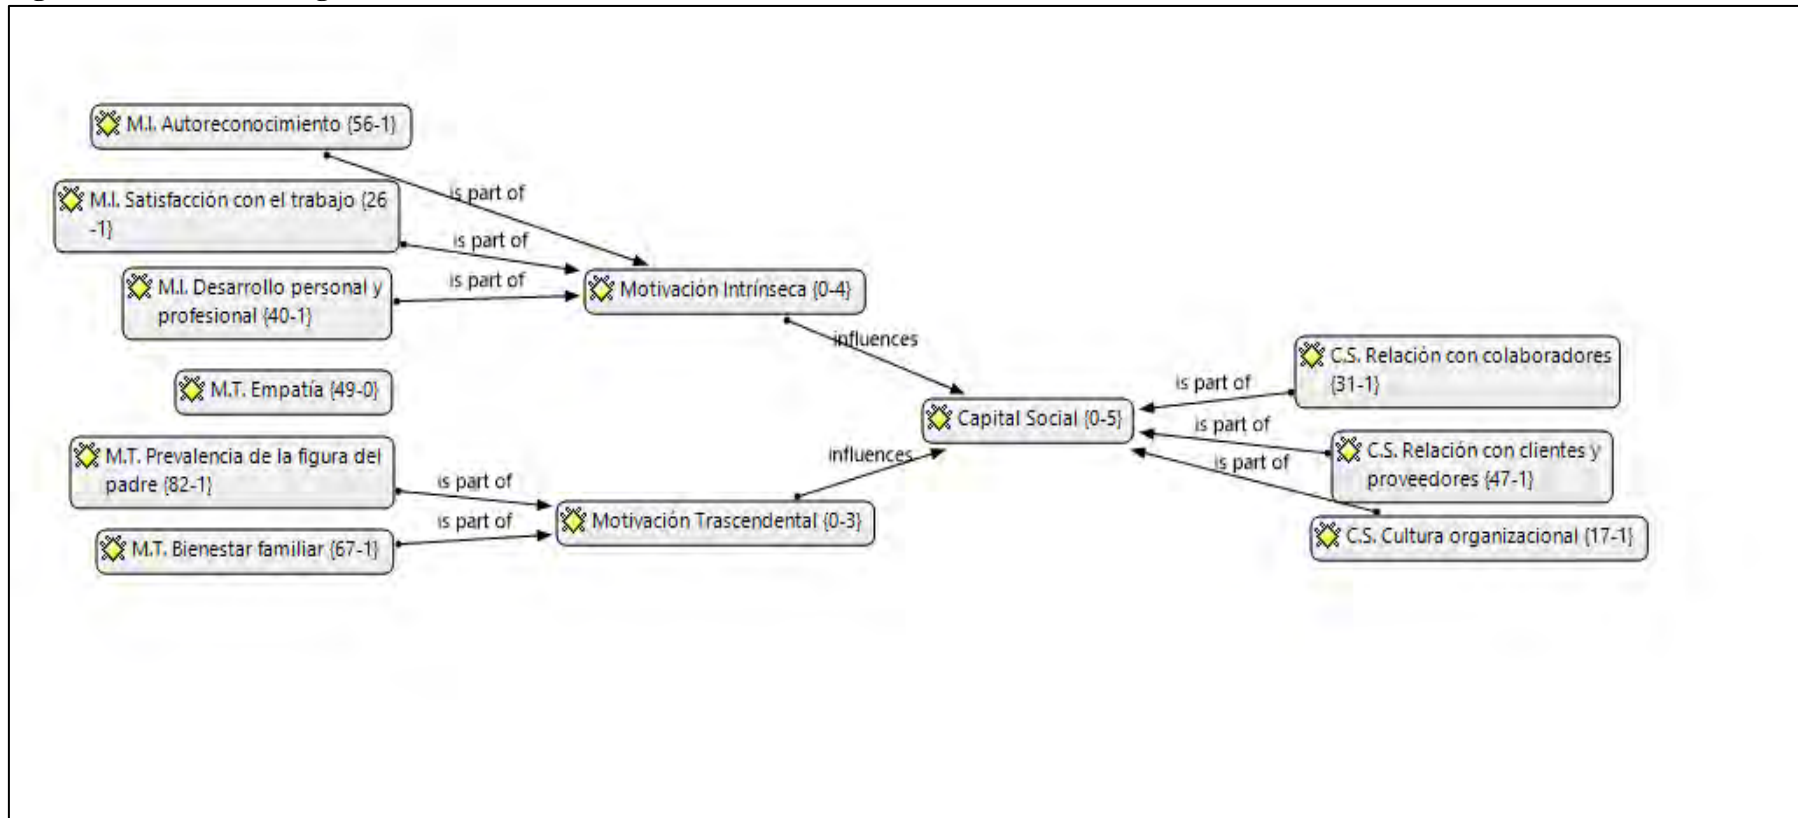 M.I. Autoreconocimiento {56-1}
is part of
M.I. Satisfacción con el trabajo {26
-1}
is part of
M.I. Desarrollo personal y
profesional {40-1}
is part of
Motivación Intrínseca {0-4}
influences
M.T. Empatía {49-0}
M.T. Prevalencia de la figura del
padre {82-1}
is part of
M.T. Bienestar familiar {67-1}
is part of
Motivación Trascendental {0-3}
influences
Capital Social {0-5}
is part of
C.S. Relación con colaboradores
{31-1}
is part of
C.S. Relación con clientes y
proveedores {47-1}
is part of
C.S. Cultura organizacional {17-1}